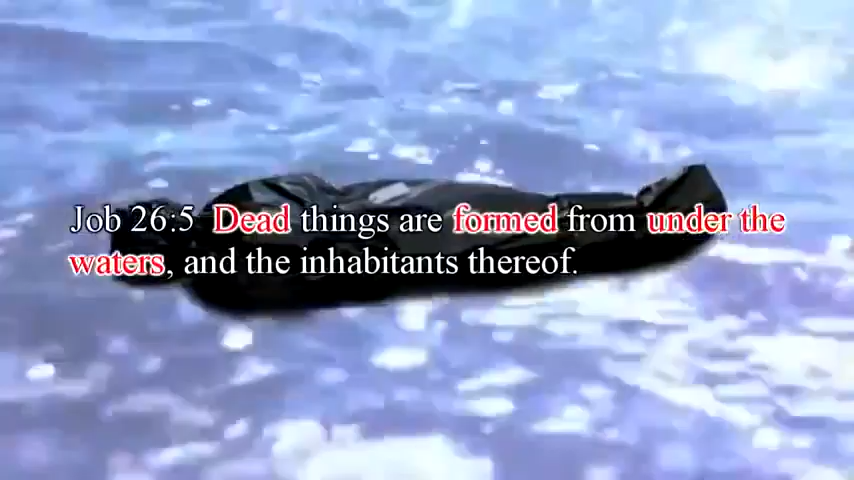 Job 26:5 Dead things are formed from under the
waters, and the inhabitants thereof.